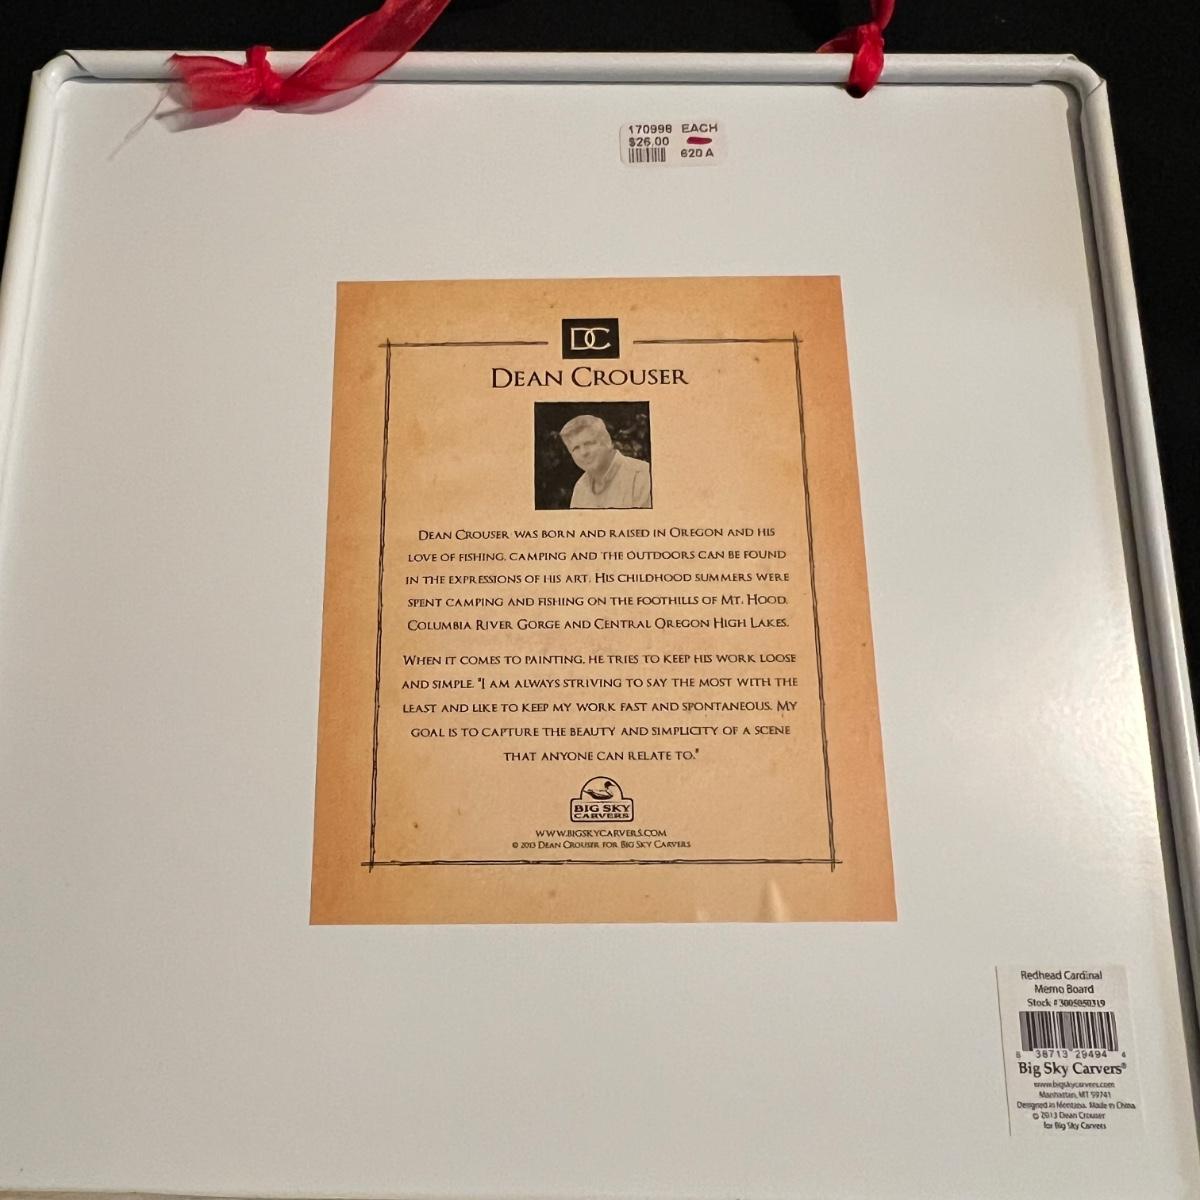 170998 EACH
$26.00
620 A
DC
DEAN CROUSER
DEAN CROUSER WAS BORN AND RAISED IN OREGON AND HIS
LOVE OF FISHING, CAMPING AND THE OUTDOORS CAN BE FOUND
IN THE EXPRESSIONS OF HIS ART. HIS CHILDHOOD SUMMERS WERE
SPENT CAMPING AND FISHING ON THE FOOTHILLS OF MT. HOOD,
COLUMBIA RIVER GORGE AND CENTRAL OREGON HIGH LAKES.
WHEN IT COMES TO PAINTING, HE TRIES TO KEEP HIS WORK LOOSE
AND SIMPLE. "I AM ALWAYS STRIVING TO SAY THE MOST WITH THE
LEAST AND LIKE TO KEEP MY WORK FAST AND SPONTANEOUS. MY
GOAL IS TO CAPTURE THE BEAUTY AND SIMPLICITY OF A SCENE
THAT ANYONE CAN RELATE TO."
BIG SKY
CARVERS
WWW.BIGSKYCARVERS.COM
© 2013 DEAN CROUSER FOR BIG SKY CARVERS
Redhead Cardinal
Memo Board
Stock # 3005050319
6 38713 29494 4
Big Sky Carvers®
www.bigskycarvers.com
Manhattan, MT 59741
Designed in Montana. Made in China.
© 2013 Dean Crouser
for Big Sky Carvers